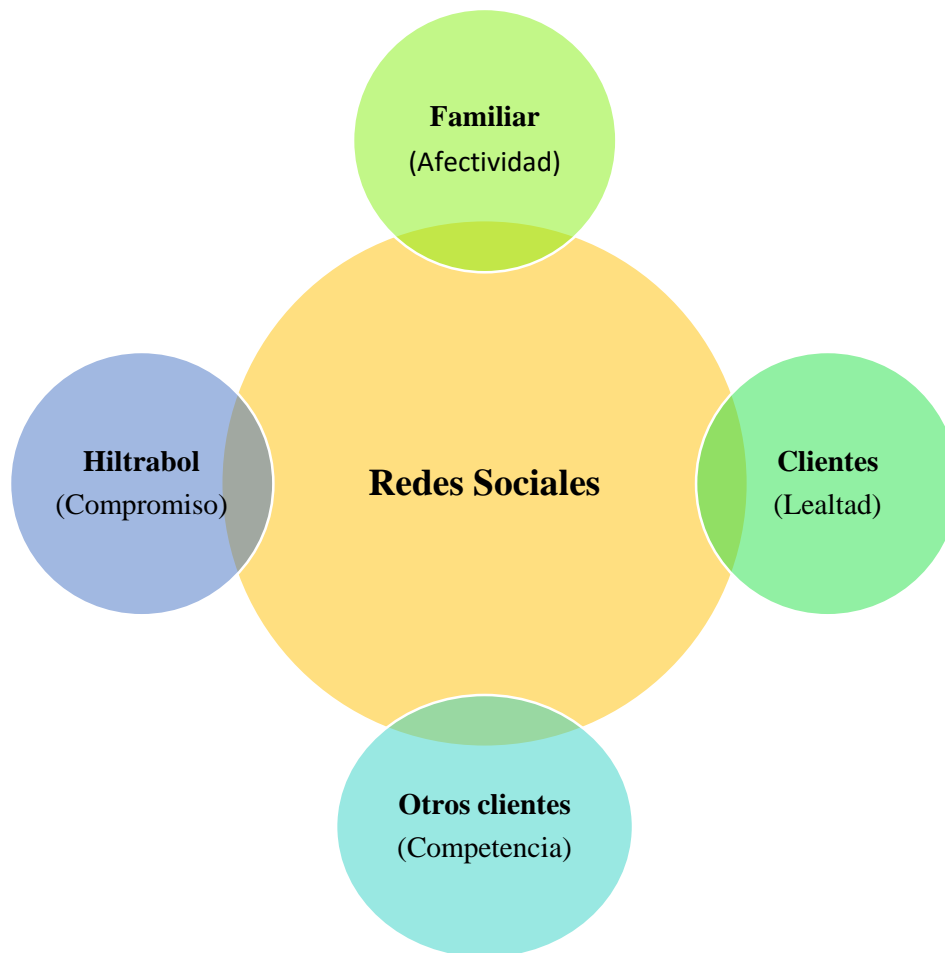 Familiar
(Afectividad)
Hiltrabol
(Compromiso)
Redes Sociales
Clientes
(Lealtad)
Otros clientes
(Competencia)